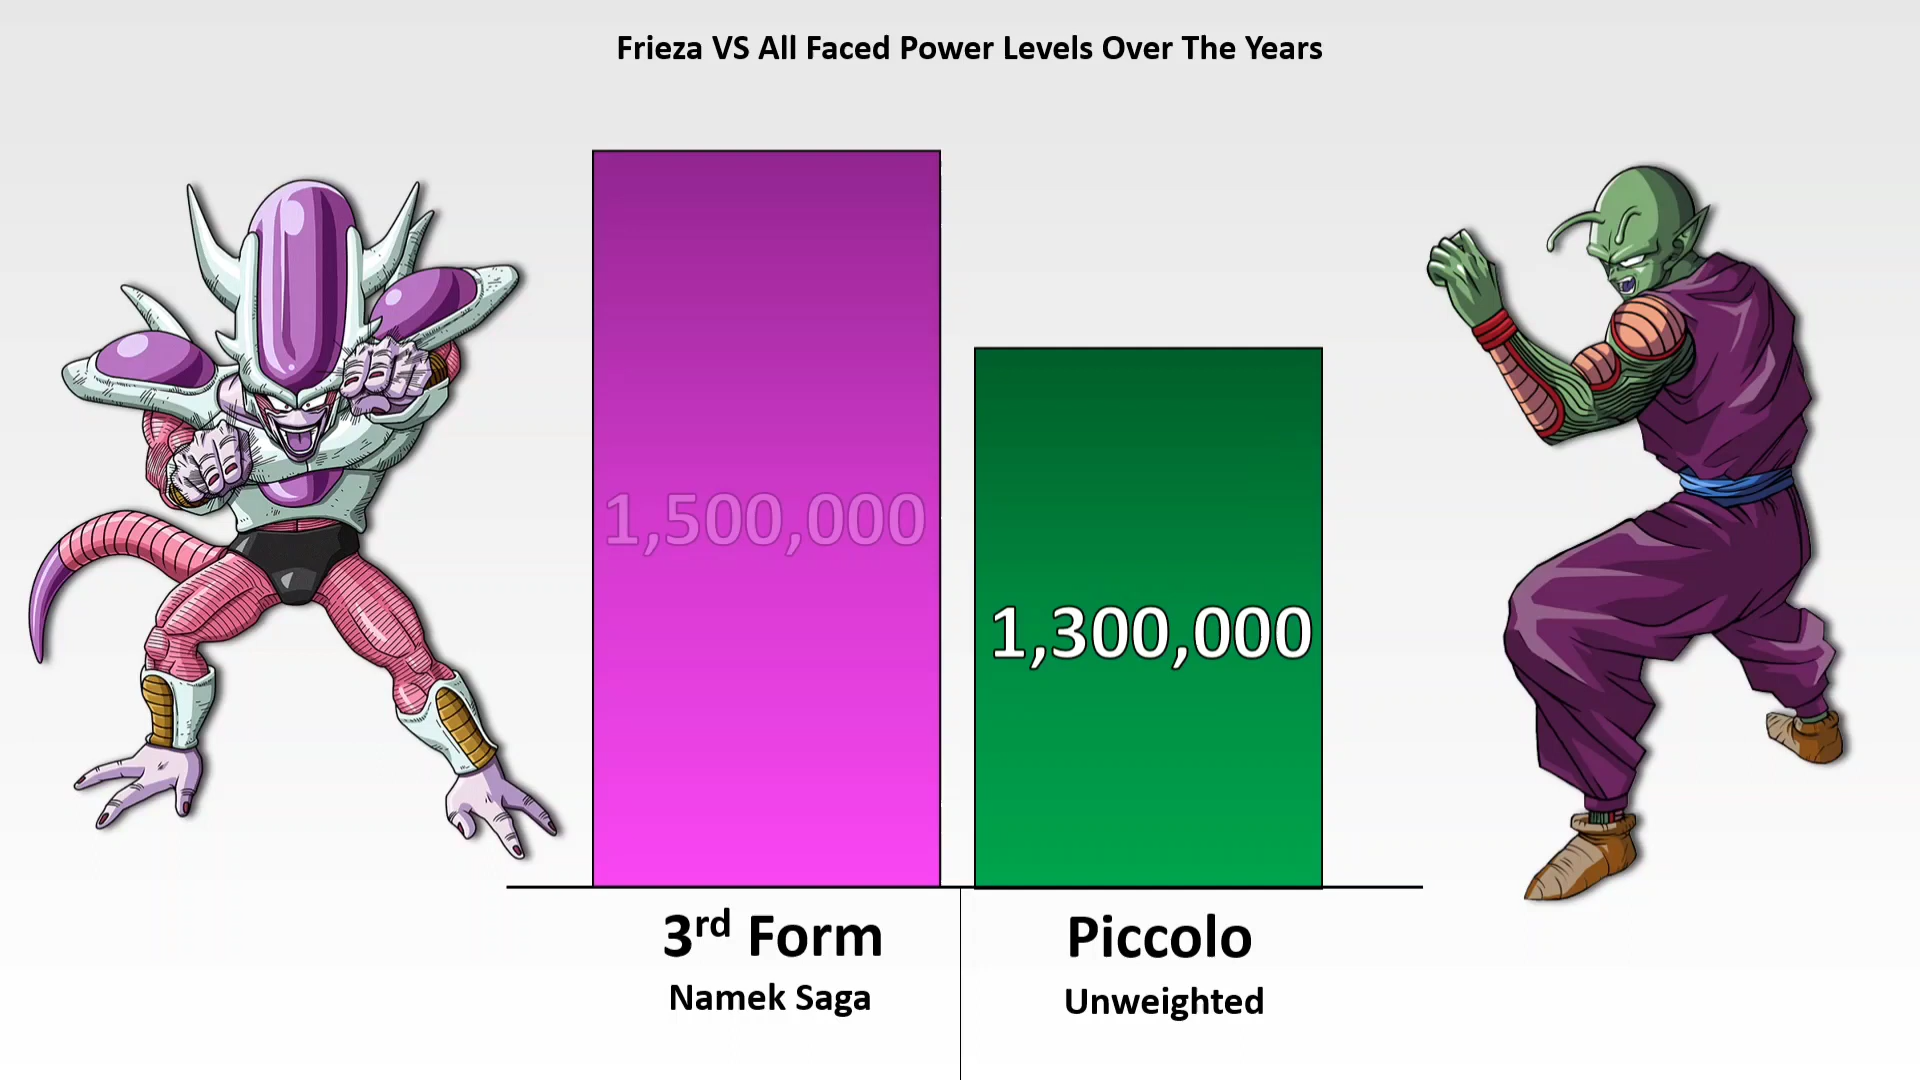 Frieza VS All Faced Power Levels Over The Years
1,500,000
1,300,000
3rd Form
Namek Saga
Piccolo
Unweighted